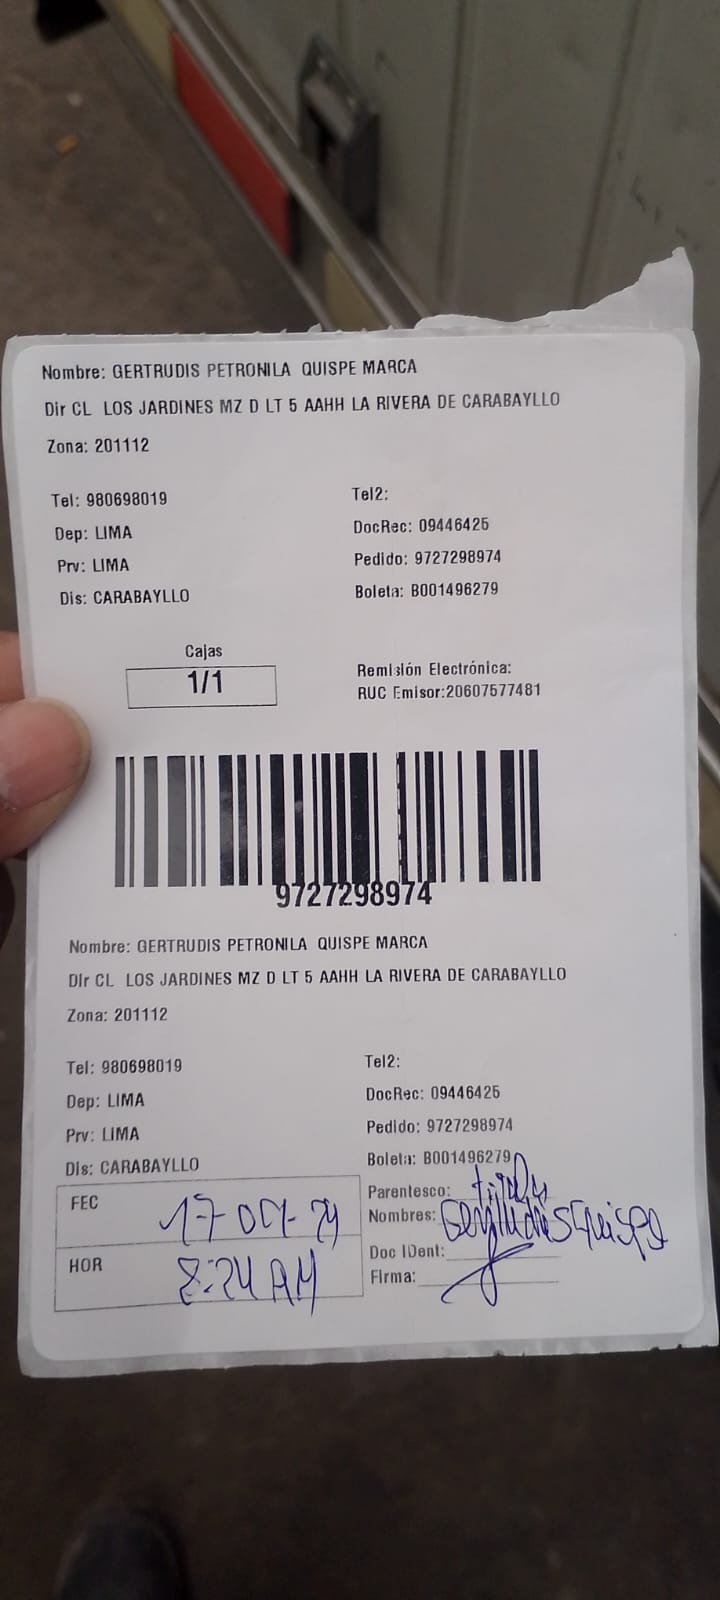 Nombre: GERTRUDIS PETRONILA QUISPE MARCA
Dir CL LOS JARDINES MZ D LT 5 AAHH LA RIVERA DE CARABAYLLO
Zona: 201112
Tel: 980698019 Tel2:
Dep: LIMA DocRec: 09446425
Prv: LIMA Pedido: 9727298974
Dis: CARABAYLLO Boleta: B001496279
Cajas
1/1
Remisión Electrónica:
RUC Emisor:20607577481
9727298974
Nombre: GERTRUDIS PETRONILA QUISPE MARCA
Dir CL LOS JARDINES MZ D LT 5 AAHH LA RIVERA DE CARABAYLLO
Zona: 201112
Tel: 980698019 Tel2:
Dep: LIMA DocRec: 09446425
Prv: LIMA Pedido: 9727298974
Dis: CARABAYLLO Boleta: B001496279
FEC 17 OCT-24
HOR 8:24 AM
Parentesco: titular
Nombres: Gertrudis Quispe
Doc IDent:
Firma: